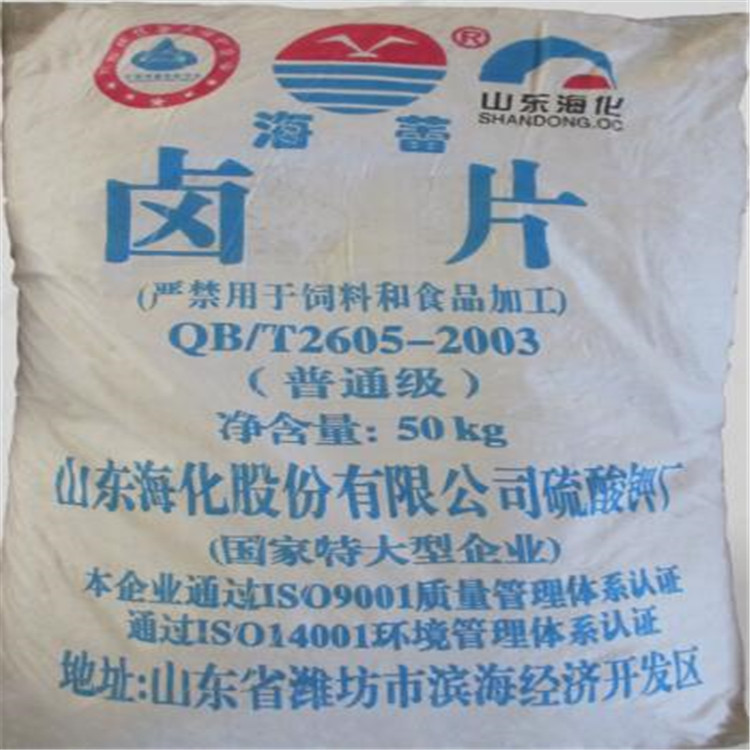 ®
山东海化
SHANDONG.OC
海蕾
卤片
(严禁用于饲料和食品加工)
QB/T2605-2003
(普通级)
净含量: 50kg
山东海化股份有限公司硫酸钾厂
(国家特大型企业)
本企业通过ISO9001质量管理体系认证
通过ISO14001环境管理体系认证
地址:山东省潍坊市滨海经济开发区